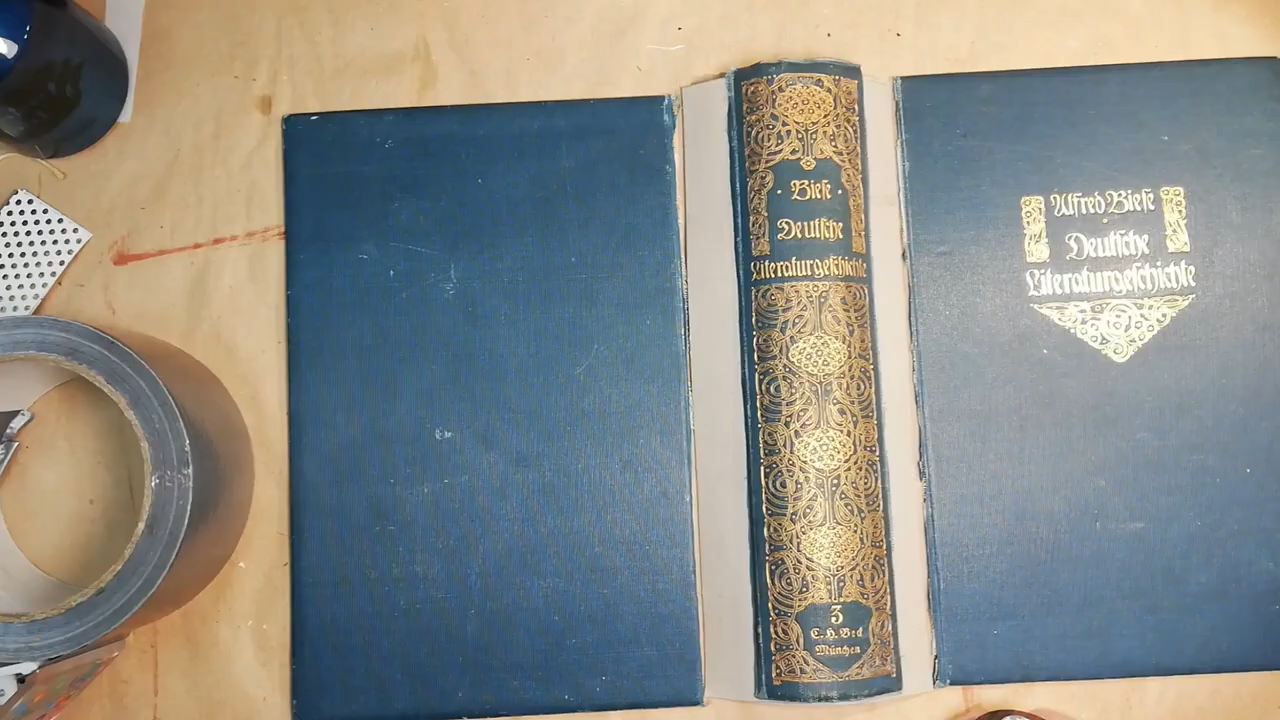 · Biese ·
Deutsche
Literaturgeschichte
3
C. H. Beck
München
Alfred Biese
Deutsche
Literaturgeschichte